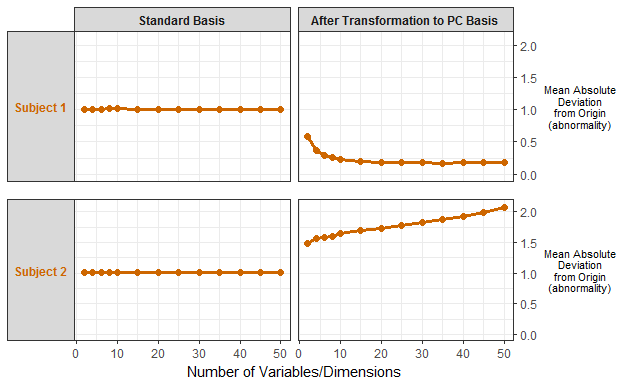 Standard Basis
After Transformation to PC Basis
Subject 1
2.0
1.5
1.0
0.5
0.0
Mean Absolute
Deviation
from Origin
(abnormality)
Subject 2
2.0
1.5
1.0
0.5
0.0
Mean Absolute
Deviation
from Origin
(abnormality)
0 10 20 30 40 50
0 10 20 30 40 50
Number of Variables/Dimensions